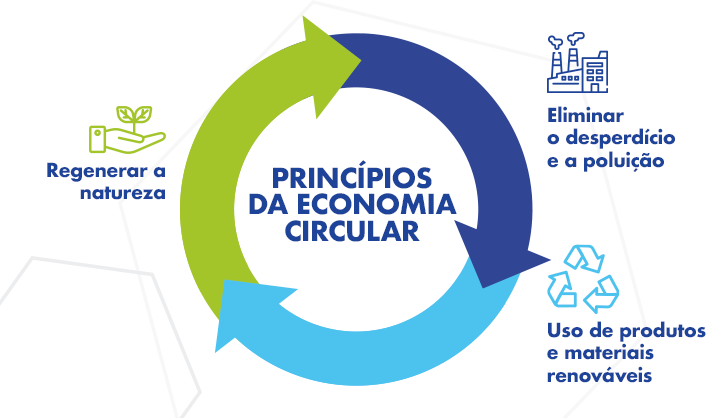 PRINCÍPIOS
DA ECONOMIA
CIRCULAR
Eliminar
o desperdício
e a poluição
Uso de produtos
e materiais
renováveis
Regenerar a
natureza